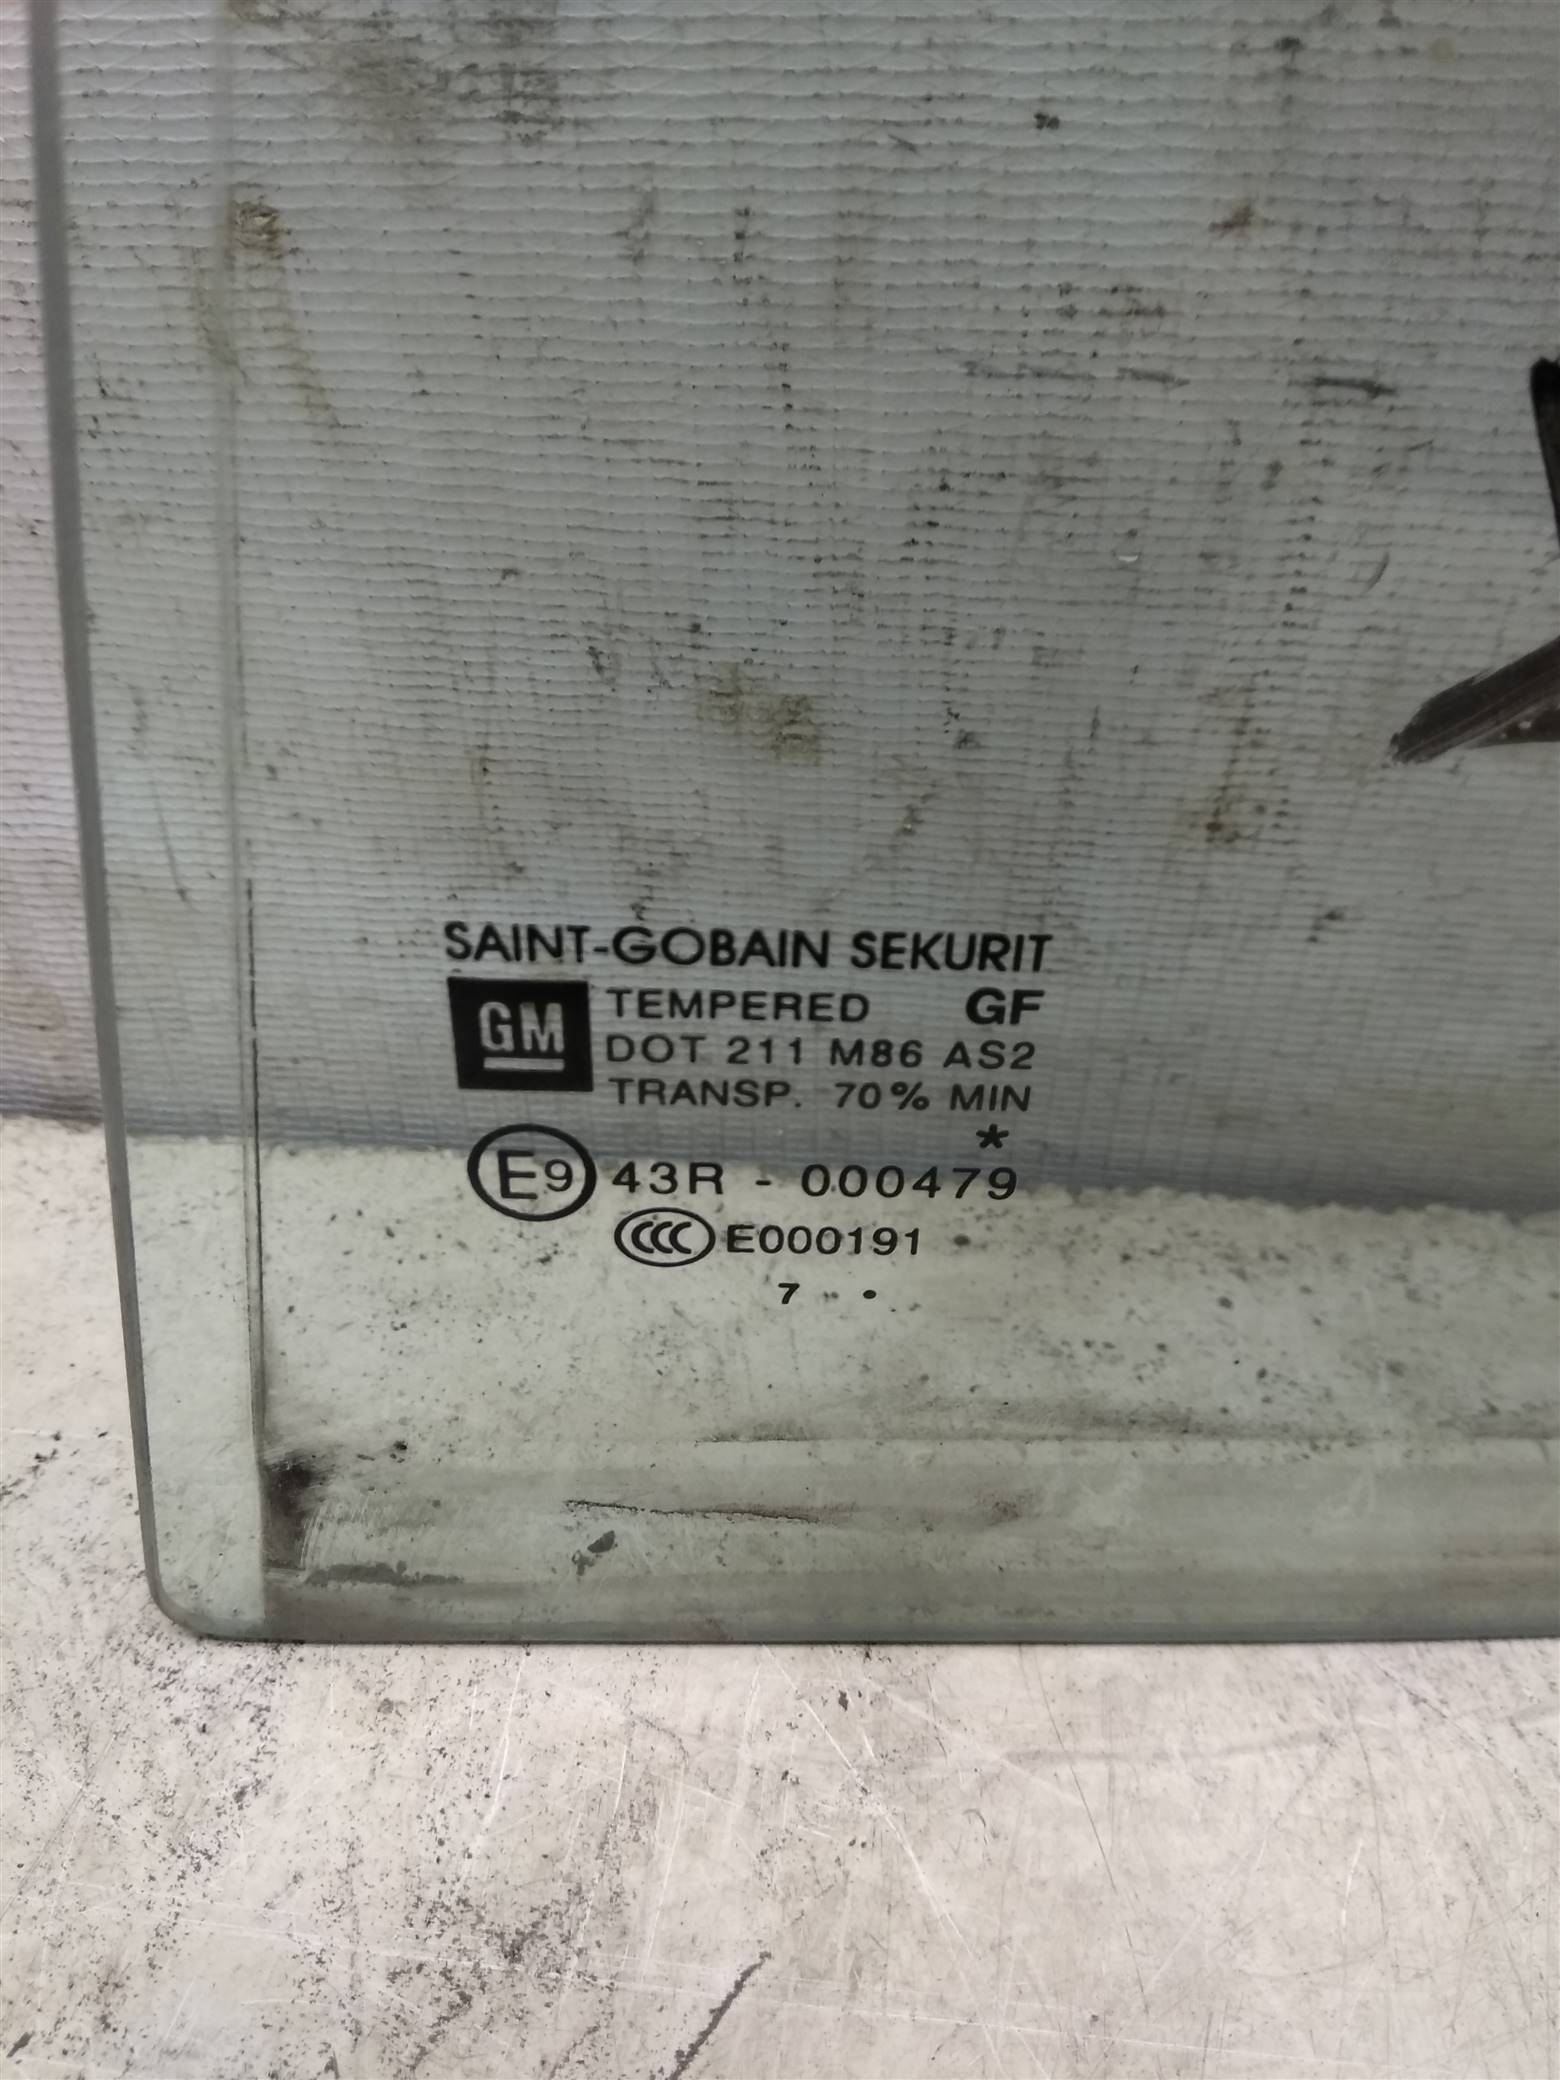 SAINT-GOBAIN SEKURIT
GM TEMPERED GF
DOT 211 M86 AS2
TRANSP. 70% MIN
*
E9 43R - 000479
CCC E000191
7 .. •